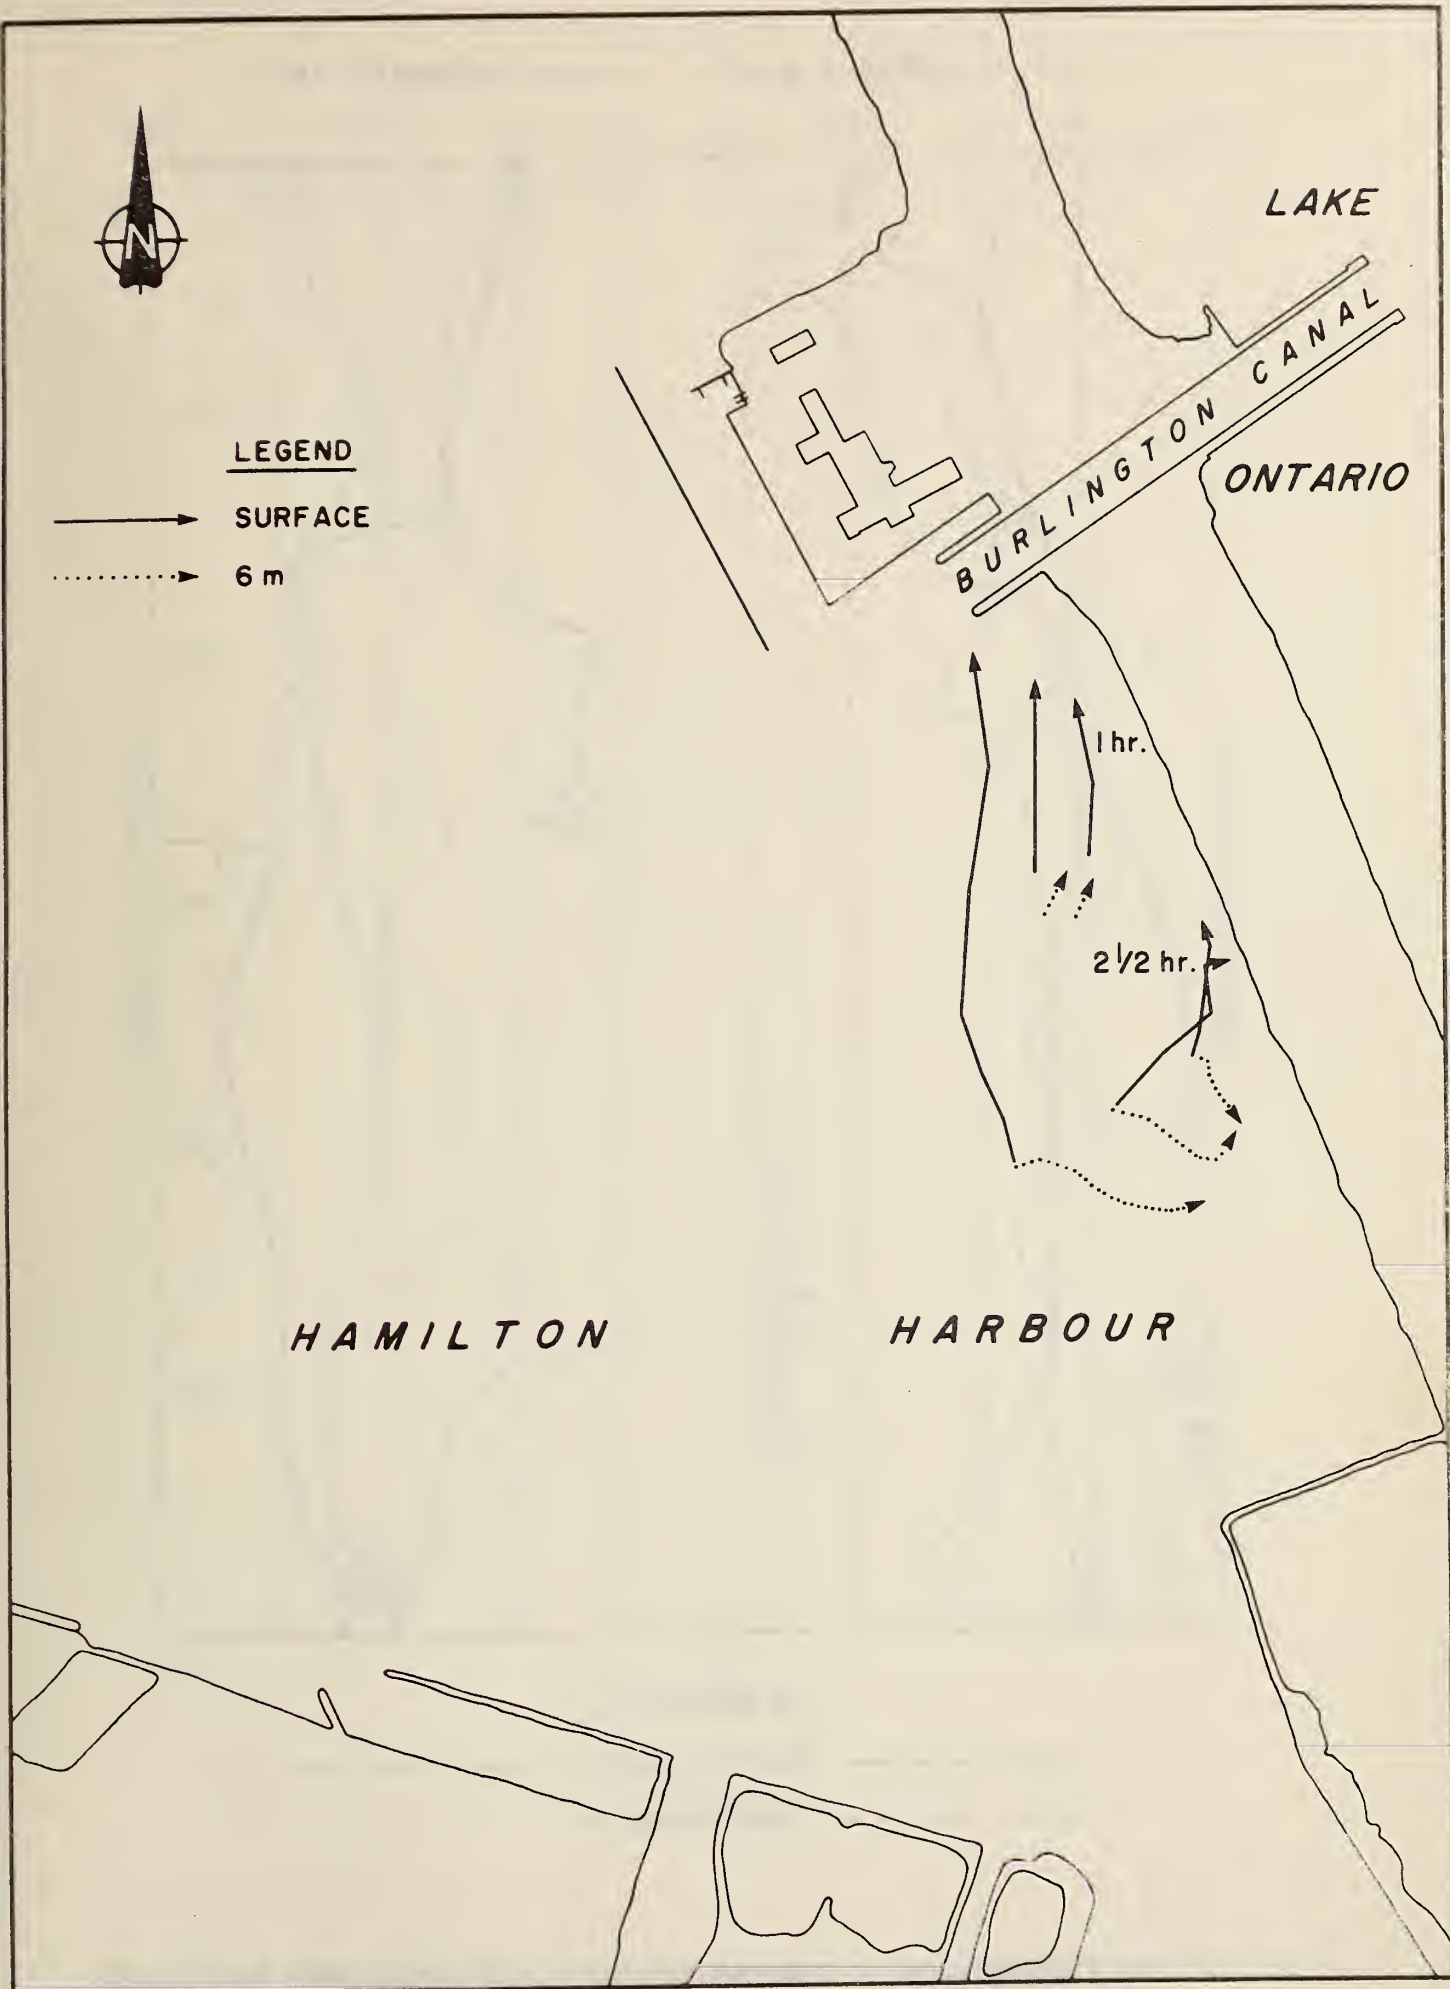 N
LAKE
BURLINGTON CANAL
ONTARIO
LEGEND
SURFACE
6 m
1 hr.
2 1/2 hr.
HAMILTON HARBOUR